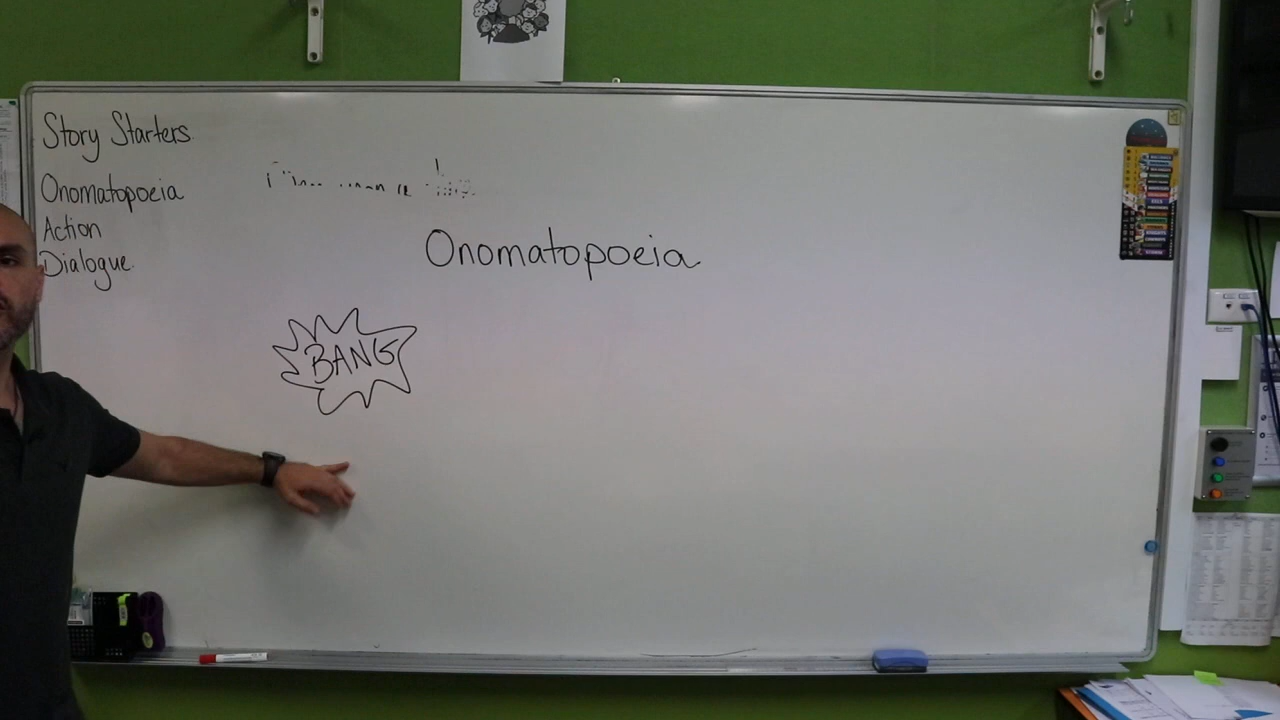 Story Starters
Onomatopoeia
Action
Dialogue.
Onomatopoeia
BANG